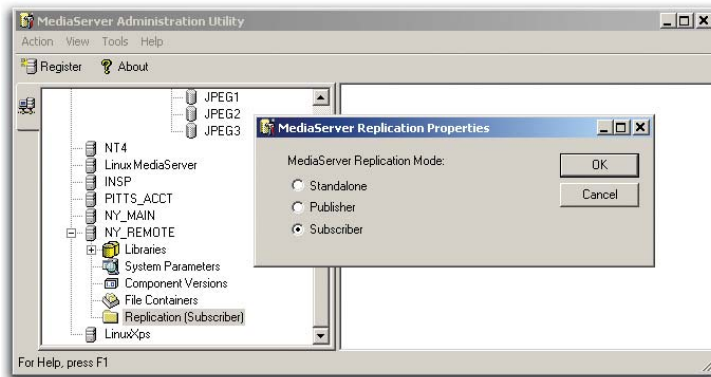 MediaServer Administration Utility
Action View Tools Help
Register ? About
JPEG1
JPEG2
JPEG3
NT4
Linux MediaServer
INSP
PITTS_ACCT
NY_MAIN
NY_REMOTE
Libraries
System Parameters
Component Versions
File Containers
Replication (Subscriber)
LinuxXps
MediaServer Replication Properties
MediaServer Replication Mode:
Standalone
Publisher
Subscriber
OK
Cancel
For Help, press F1